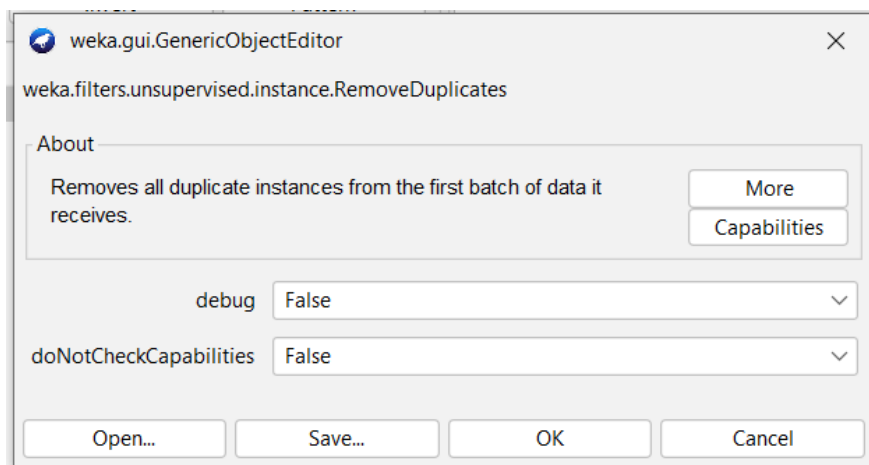 weka.gui.GenericObjectEditor
weka.filters.unsupervised.instance.RemoveDuplicates
About
Removes all duplicate instances from the first batch of data it
receives.
More
Capabilities
debug False
doNotCheckCapabilities False
Open... Save... OK Cancel